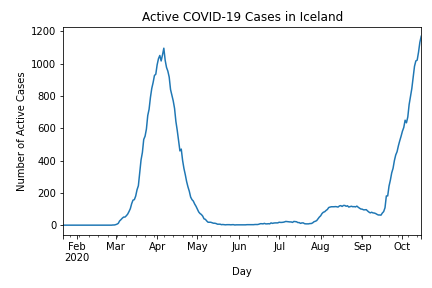 Active COVID-19 Cases in Iceland
1200
1000
800
600
400
200
0
Number of Active Cases
Feb Mar Apr May Jun Jul Aug Sep Oct
2020
Day